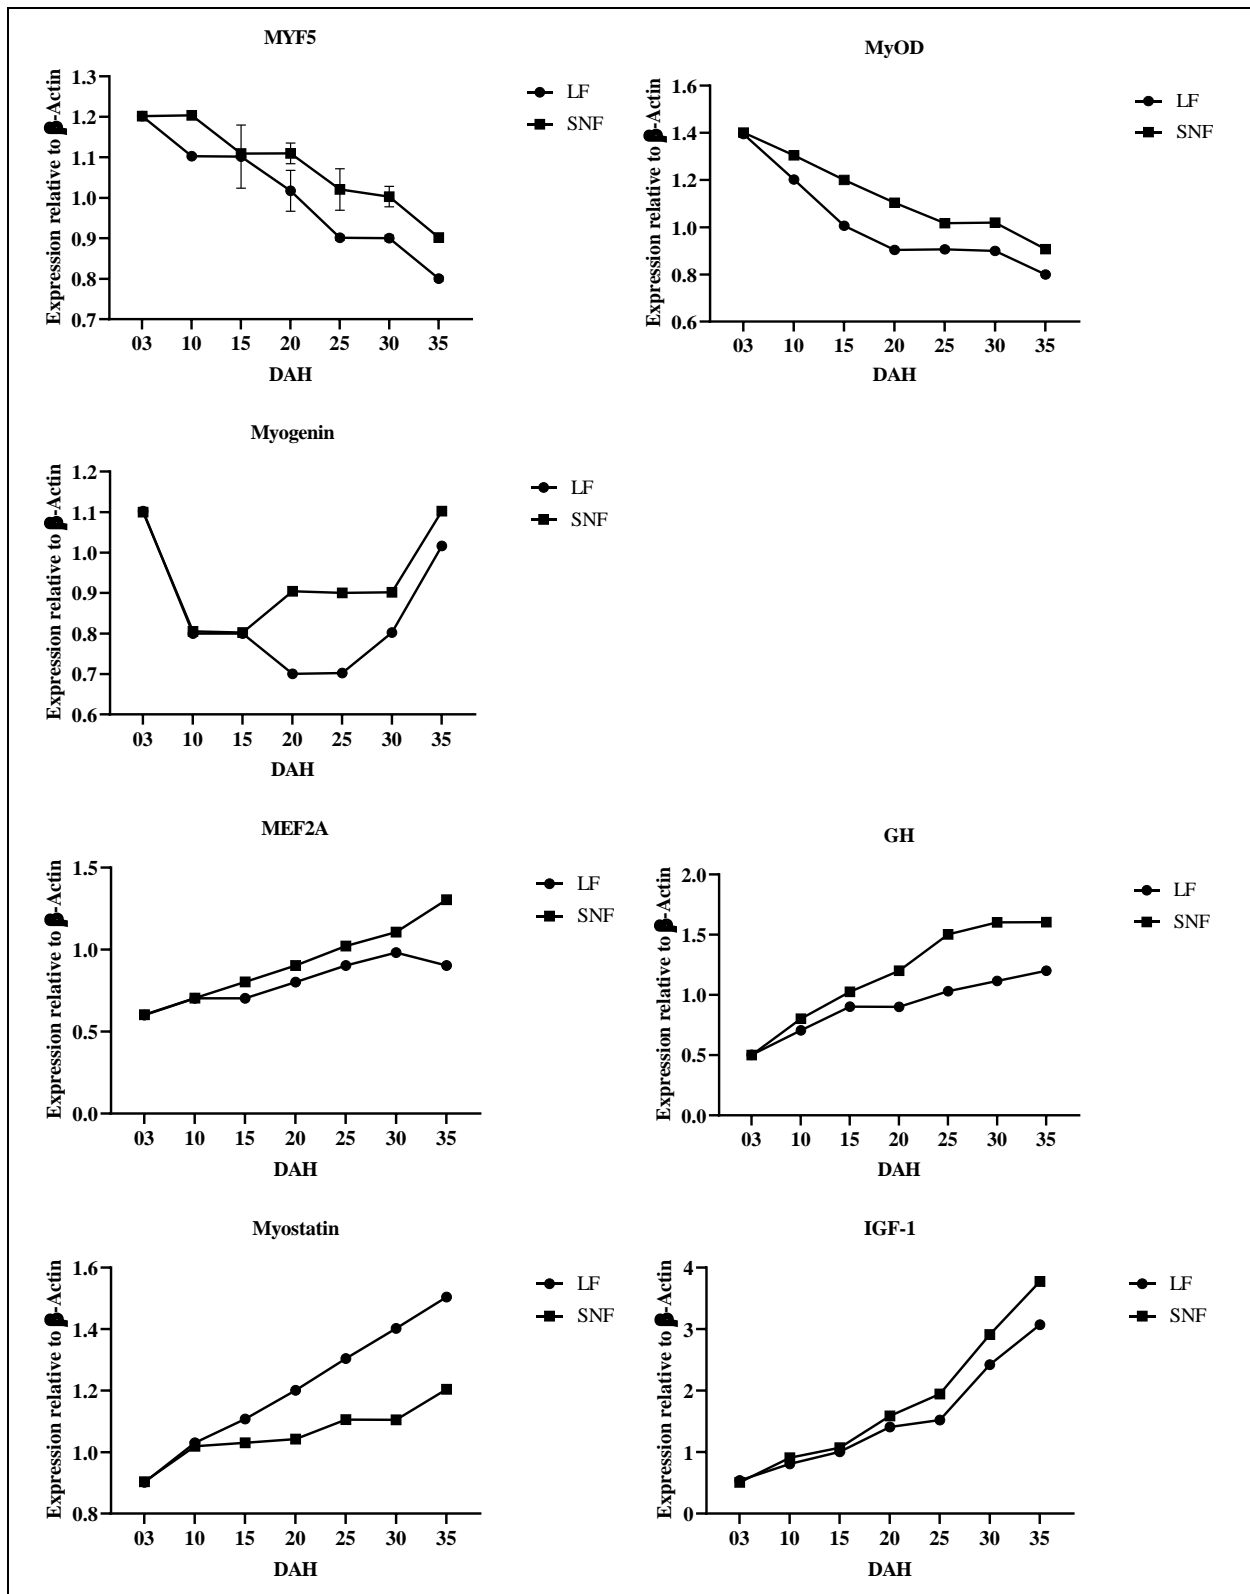 MYF5
Expression relative to β-Actin
1.3
1.2
1.1
1.0
0.9
0.8
0.7
03 10 15 20 25 30 35
DAH
LF
SNF
MyOD
Expression relative to β-Actin
1.6
1.4
1.2
1.0
0.8
0.6
03 10 15 20 25 30 35
DAH
LF
SNF
Myogenin
Expression relative to β-Actin
1.2
1.1
1.0
0.9
0.8
0.7
0.6
03 10 15 20 25 30 35
DAH
LF
SNF
MEF2A
Expression relative to β-Actin
1.5
1.0
0.5
0.0
03 10 15 20 25 30 35
DAH
LF
SNF
GH
Expression relative to β-Actin
2.0
1.5
1.0
0.5
0.0
03 10 15 20 25 30 35
DAH
LF
SNF
Myostatin
Expression relative to β-Actin
1.6
1.4
1.2
1.0
0.8
03 10 15 20 25 30 35
DAH
LF
SNF
IGF-1
Expression relative to β-Actin
4
3
2
1
0
03 10 15 20 25 30 35
DAH
LF
SNF